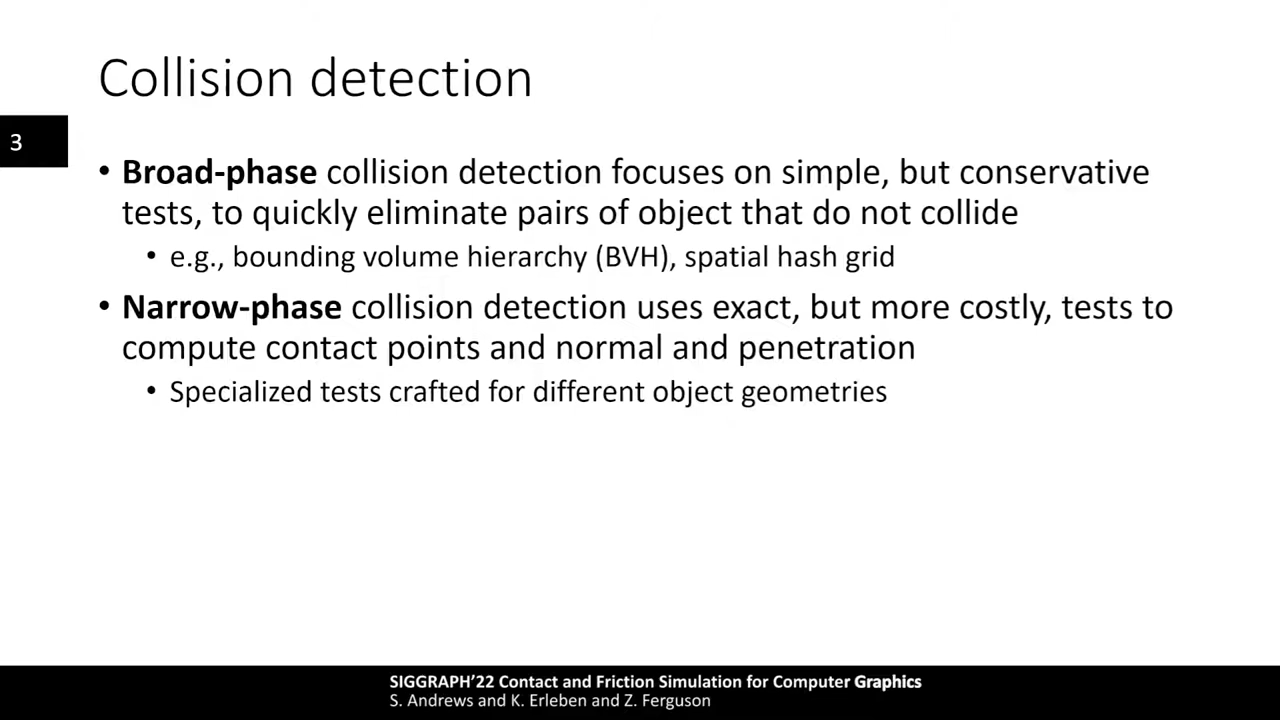 Collision detection
3
• Broad-phase collision detection focuses on simple, but conservative
tests, to quickly eliminate pairs of object that do not collide
• e.g., bounding volume hierarchy (BVH), spatial hash grid
• Narrow-phase collision detection uses exact, but more costly, tests to
compute contact points and normal and penetration
• Specialized tests crafted for different object geometries
SIGGRAPH’22 Contact and Friction Simulation for Computer Graphics
S. Andrews and K. Erleben and Z. Ferguson